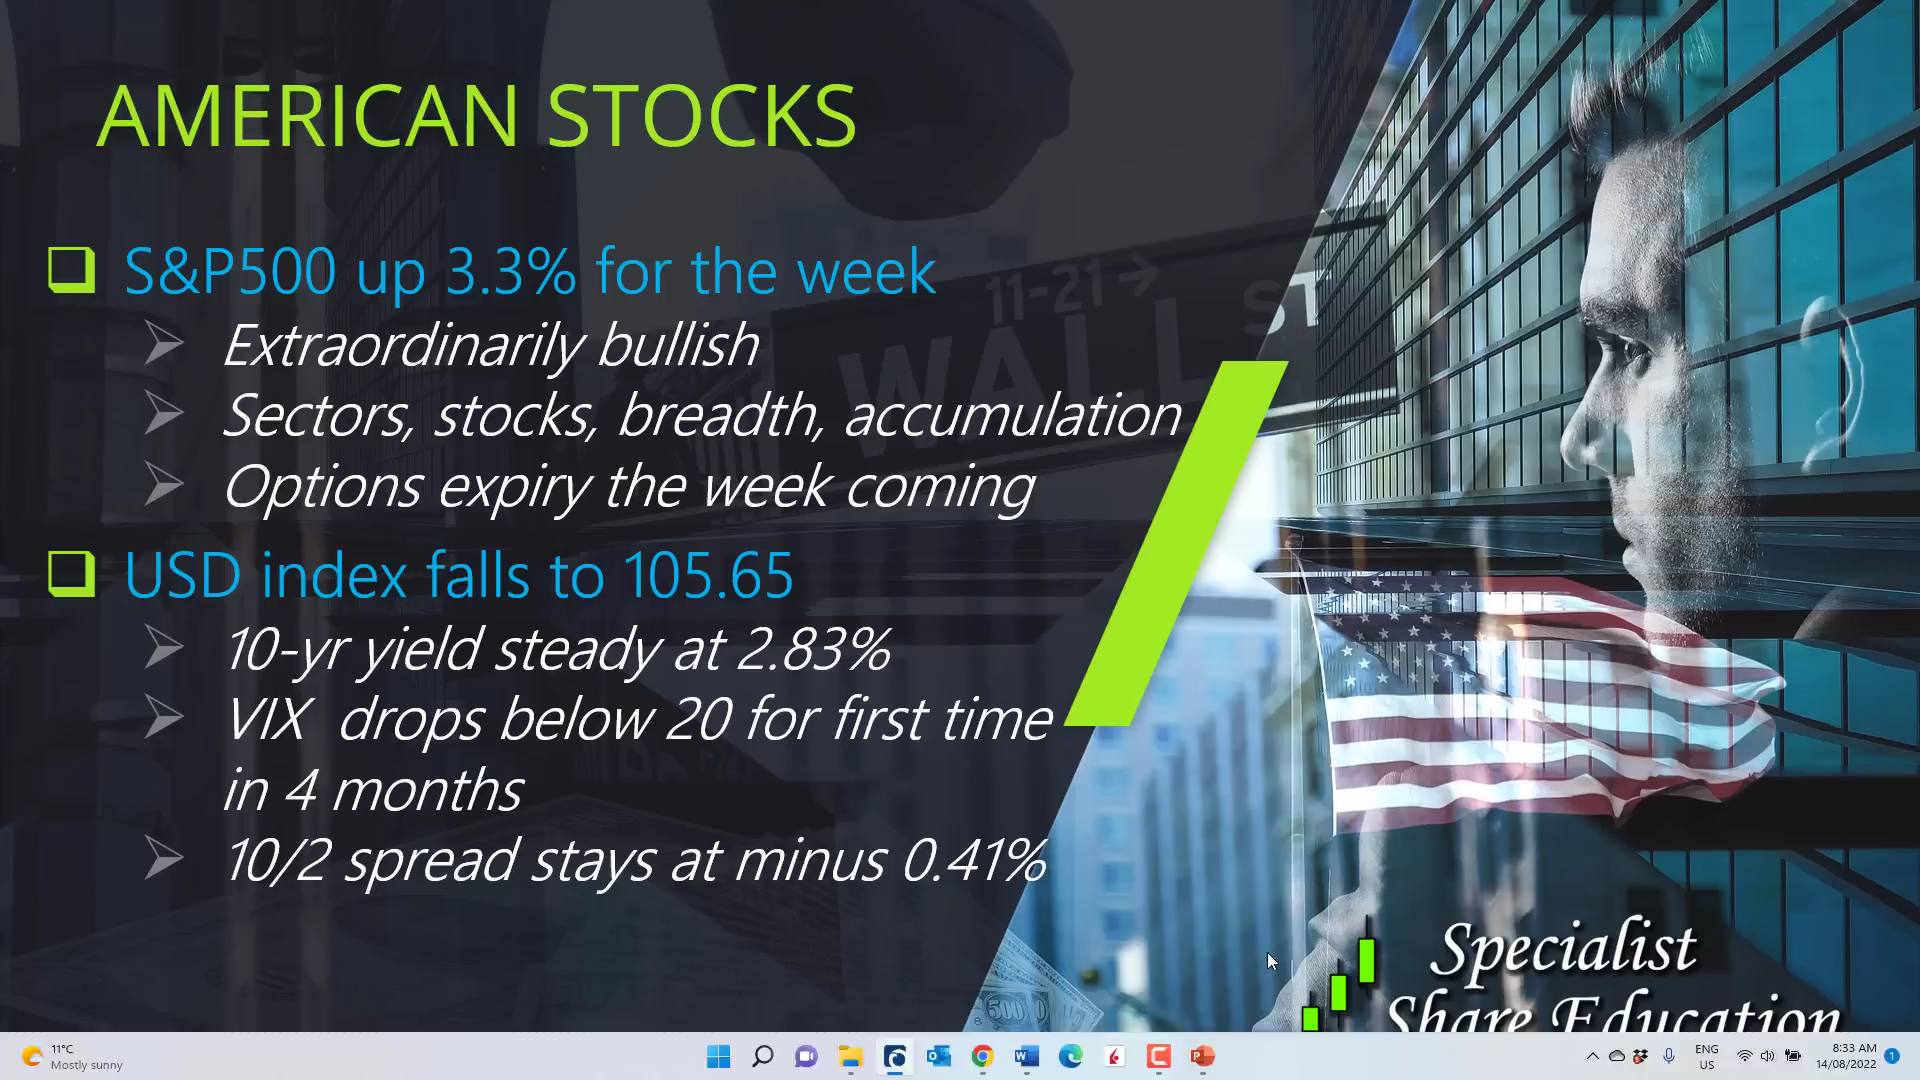 AMERICAN STOCKS
S&P500 up 3.3% for the week
Extraordinarily bullish
Sectors, stocks, breadth, accumulation
Options expiry the week coming
USD index falls to 105.65
10-yr yield steady at 2.83%
VIX  drops below 20 for first time
in 4 months
10/2 spread stays at minus 0.41%
11-21 →
WALL ST
500
Specialist
Share Education
11°C
Mostly sunny
ENG
US
8:33 AM
14/08/2022
1